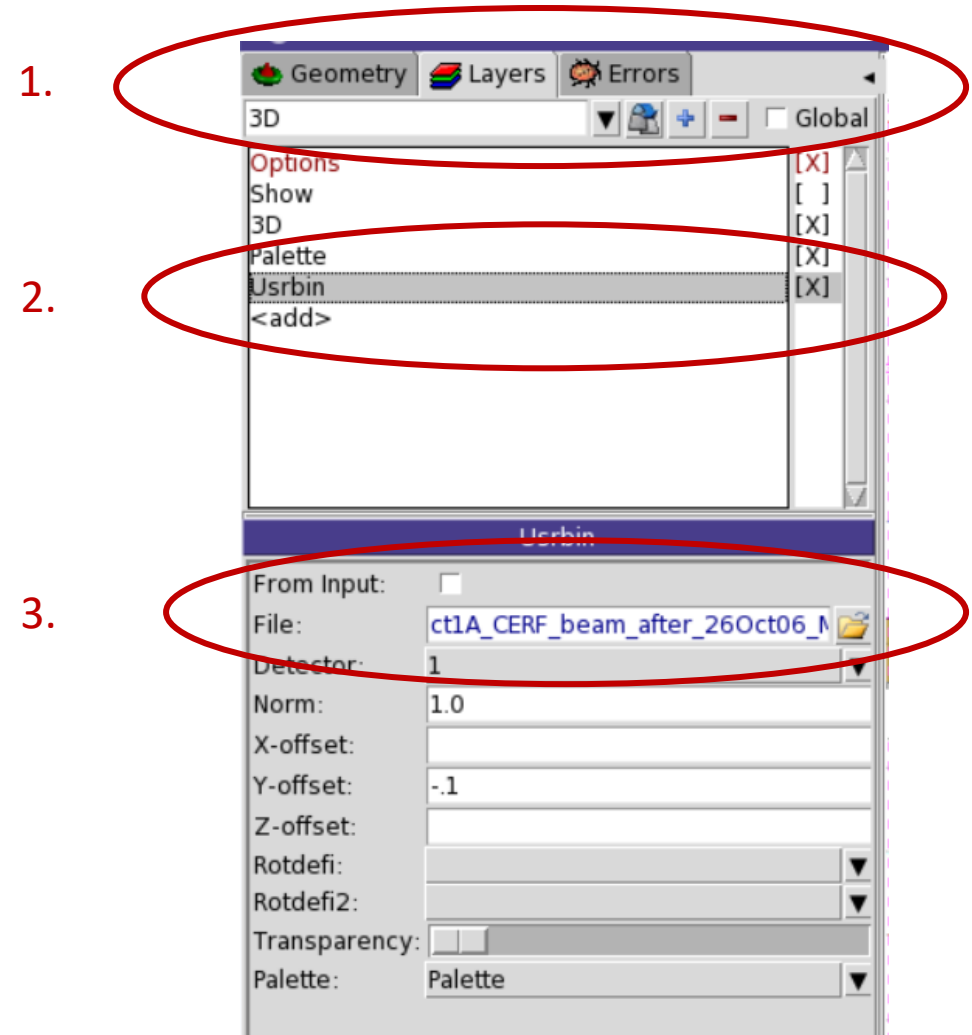 1.
Geometry Layers Errors
3D Global
Options [X]
Show [ ]
3D [X]
2.
Palette [X]
Usrbin [X]
<add>
Usrbin
3.
From Input:
File: ct1A_CERF_beam_after_26Oct06_N
Detector: 1
Norm: 1.0
X-offset:
Y-offset: -.1
Z-offset:
Rotdefi:
Rotdefi2:
Transparency:
Palette: Palette